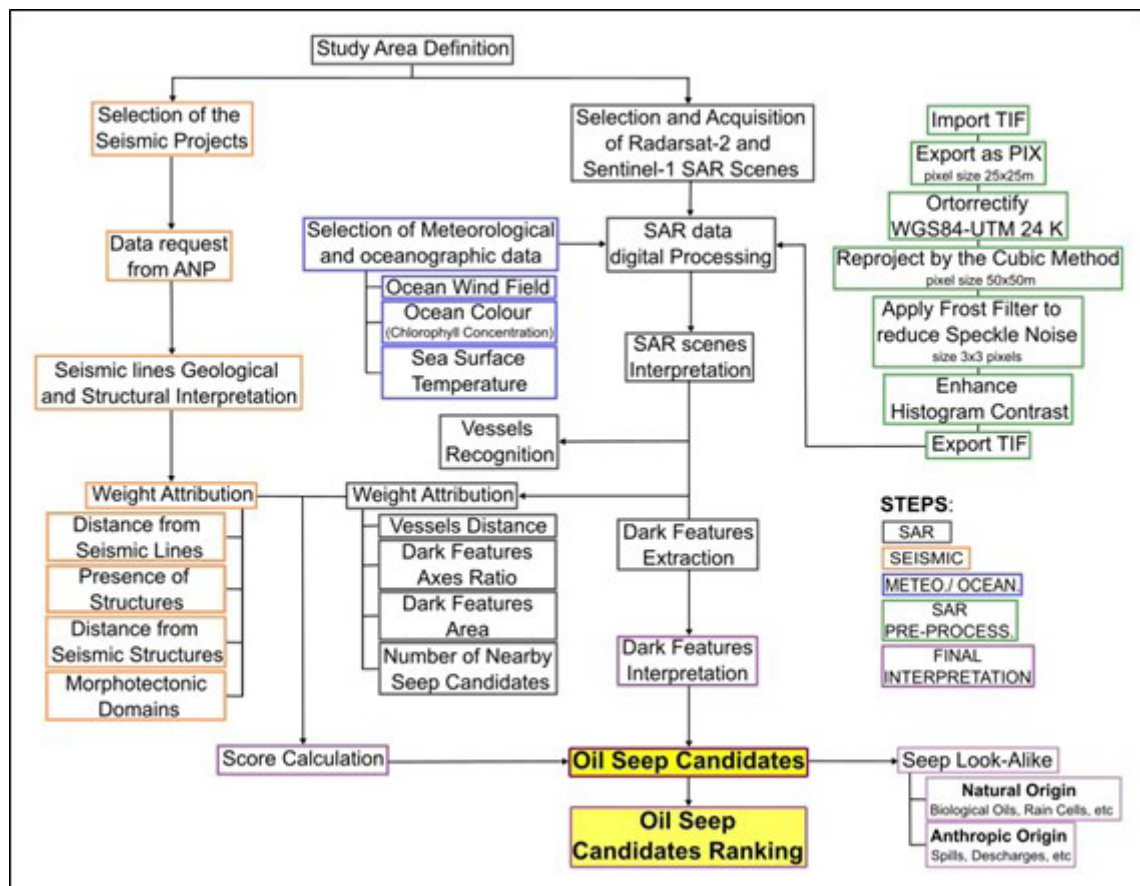 Study Area Definition
Selection of the
Seismic Projects
Data request
from ANP
Seismic lines Geological
and Structural Interpretation
Weight Attribution
Distance from
Seismic Lines
Presence of
Structures
Distance from
Seismic Structures
Morphotectonic
Domains
Selection and Acquisition
of Radarsat-2 and
Sentinel-1 SAR Scenes
Selection of Meteorological
and oceanographic data
Ocean Wind Field
Ocean Colour
(Chlorophyll Concentration)
Sea Surface
Temperature
SAR data
digital Processing
SAR scenes
Interpretation
Vessels
Recognition
Weight Attribution
Vessels Distance
Dark Features
Axes Ratio
Dark Features
Area
Number of Nearby
Seep Candidates
Dark Features
Extraction
Dark Features
Interpretation
Import TIF
Export as PIX
pixel size 25x25m
Ortorrectify
WGS84-UTM 24 K
Reproject by the Cubic Method
pixel size 50x50m
Apply Frost Filter to
reduce Speckle Noise
size 3x3 pixels
Enhance
Histogram Contrast
Export TIF
STEPS:
SAR
SEISMIC
METEO./ OCEAN.
SAR
PRE-PROCESS.
FINAL
INTERPRETATION
Score Calculation
Oil Seep Candidates
Oil Seep
Candidates Ranking
Seep Look-Alike
Natural Origin
Biological Oils, Rain Cells, etc
Anthropic Origin
Spills, Descharges, etc